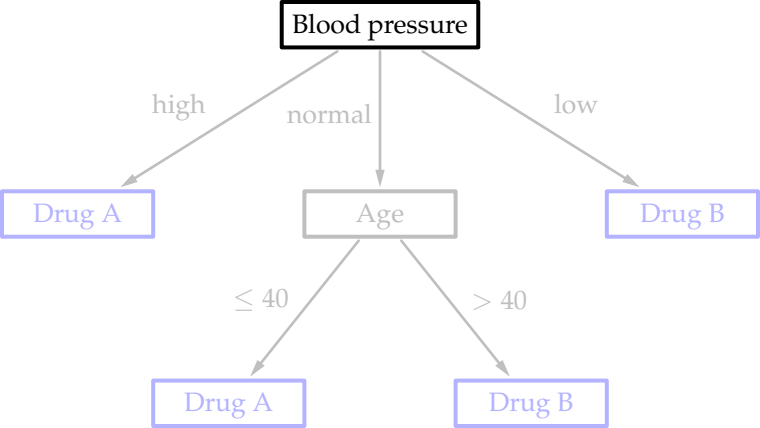 Blood pressure
high
normal
low
Drug A
Age
Drug B
≤ 40
> 40
Drug A
Drug B